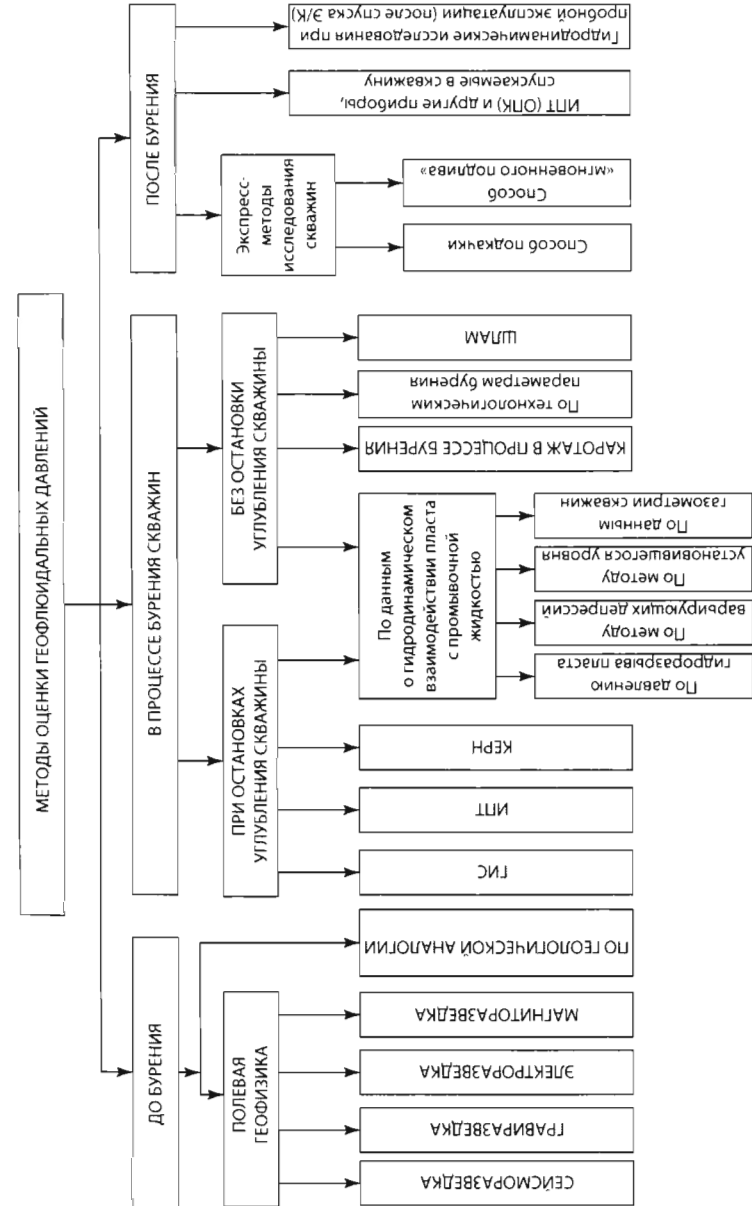 МЕТОДЫ ОЦЕНКИ ГЕОФЛЮИДАЛЬНЫХ ДАВЛЕНИЙ
ДО БУРЕНИЯ
В ПРОЦЕССЕ БУРЕНИЯ СКВАЖИН
ПОСЛЕ БУРЕНИЯ
ПОЛЕВАЯ
ГЕОФИЗИКА
ПРИ ОСТАНОВКАХ
УГЛУБЛЕНИЯ СКВАЖИНЫ
БЕЗ ОСТАНОВКИ
УГЛУБЛЕНИЯ СКВАЖИНЫ
Экспресс-
методы
исследования
скважин
СЕЙСМОРАЗВЕДКА
ГРАВИРАЗВЕДКА
ЭЛЕКТРОРАЗВЕДКА
МАГНИТОРАЗВЕДКА
ПО ГЕОЛОГИЧЕСКОЙ АНАЛОГИИ
ГИС
ИПТ
КЕРН
По данным
о гидродинамическом
взаимодействии пласта
с промывочной
жидкостью
КАРОТАЖ В ПРОЦЕССЕ БУРЕНИЯ
По технологическим
параметрам бурения
ШЛАМ
Способ подкачки
Способ
«мгновенного подлива»
ИПТ (ОПК) и другие приборы,
спускаемые в скважину
Гидродинамические исследования при
пробной эксплуатации (после спуска Э/К)
По давлению
гидроразрыва пласта
По методу
варьирующих депрессий
По методу
установившегося уровня
По данным
газометрии скважин